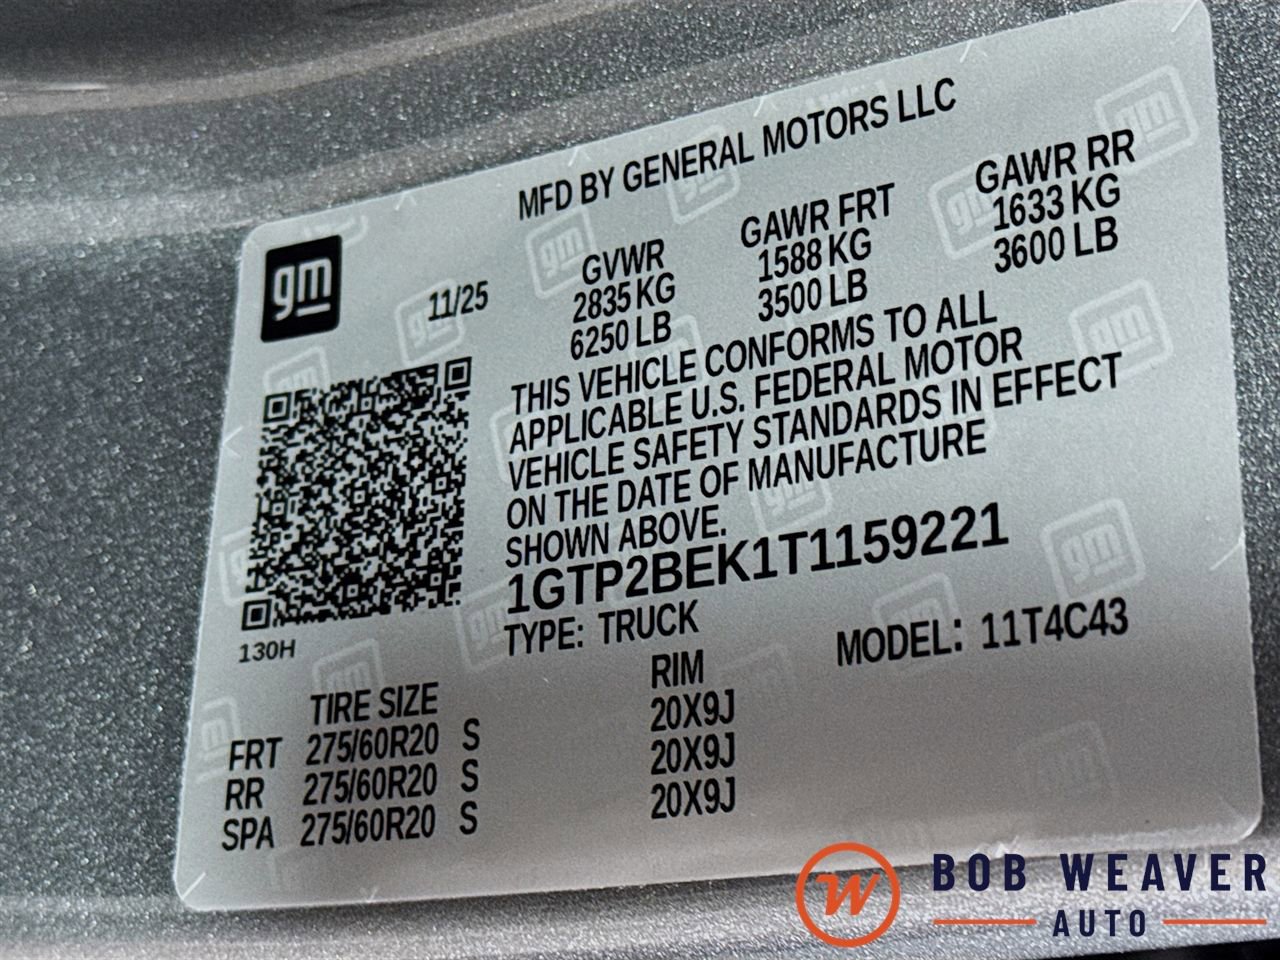 MFD BY GENERAL MOTORS LLC
gm
11/25
GVWR
2835 KG
6250 LB
GAWR FRT
1588 KG
3500 LB
GAWR RR
1633 KG
3600 LB
THIS VEHICLE CONFORMS TO ALL
APPLICABLE U.S. FEDERAL MOTOR
VEHICLE SAFETY STANDARDS IN EFFECT
ON THE DATE OF MANUFACTURE
SHOWN ABOVE.
1GTP2BEK1T1159221
130H
TYPE: TRUCK
MODEL: 11T4C43
TIRE SIZE RIM
FRT 275/60R20 S 20X9J
RR 275/60R20 S 20X9J
SPA 275/60R20 S 20X9J
W
BOB WEAVER
AUTO